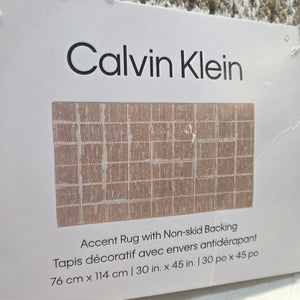 Calvin Klein
Accent Rug with Non-skid Backing
Tapis décoratif avec envers antidérapant
76 cm x 114 cm | 30 in. x 45 in. | 30 po x 45 po